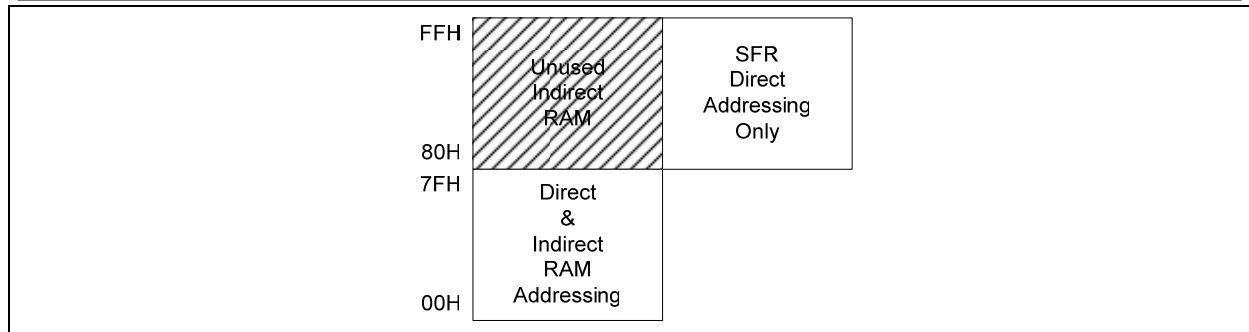 FFH
Unused
Indirect
RAM
SFR
Direct
Addressing
Only
80H
7FH
Direct
&
Indirect
RAM
Addressing
00H